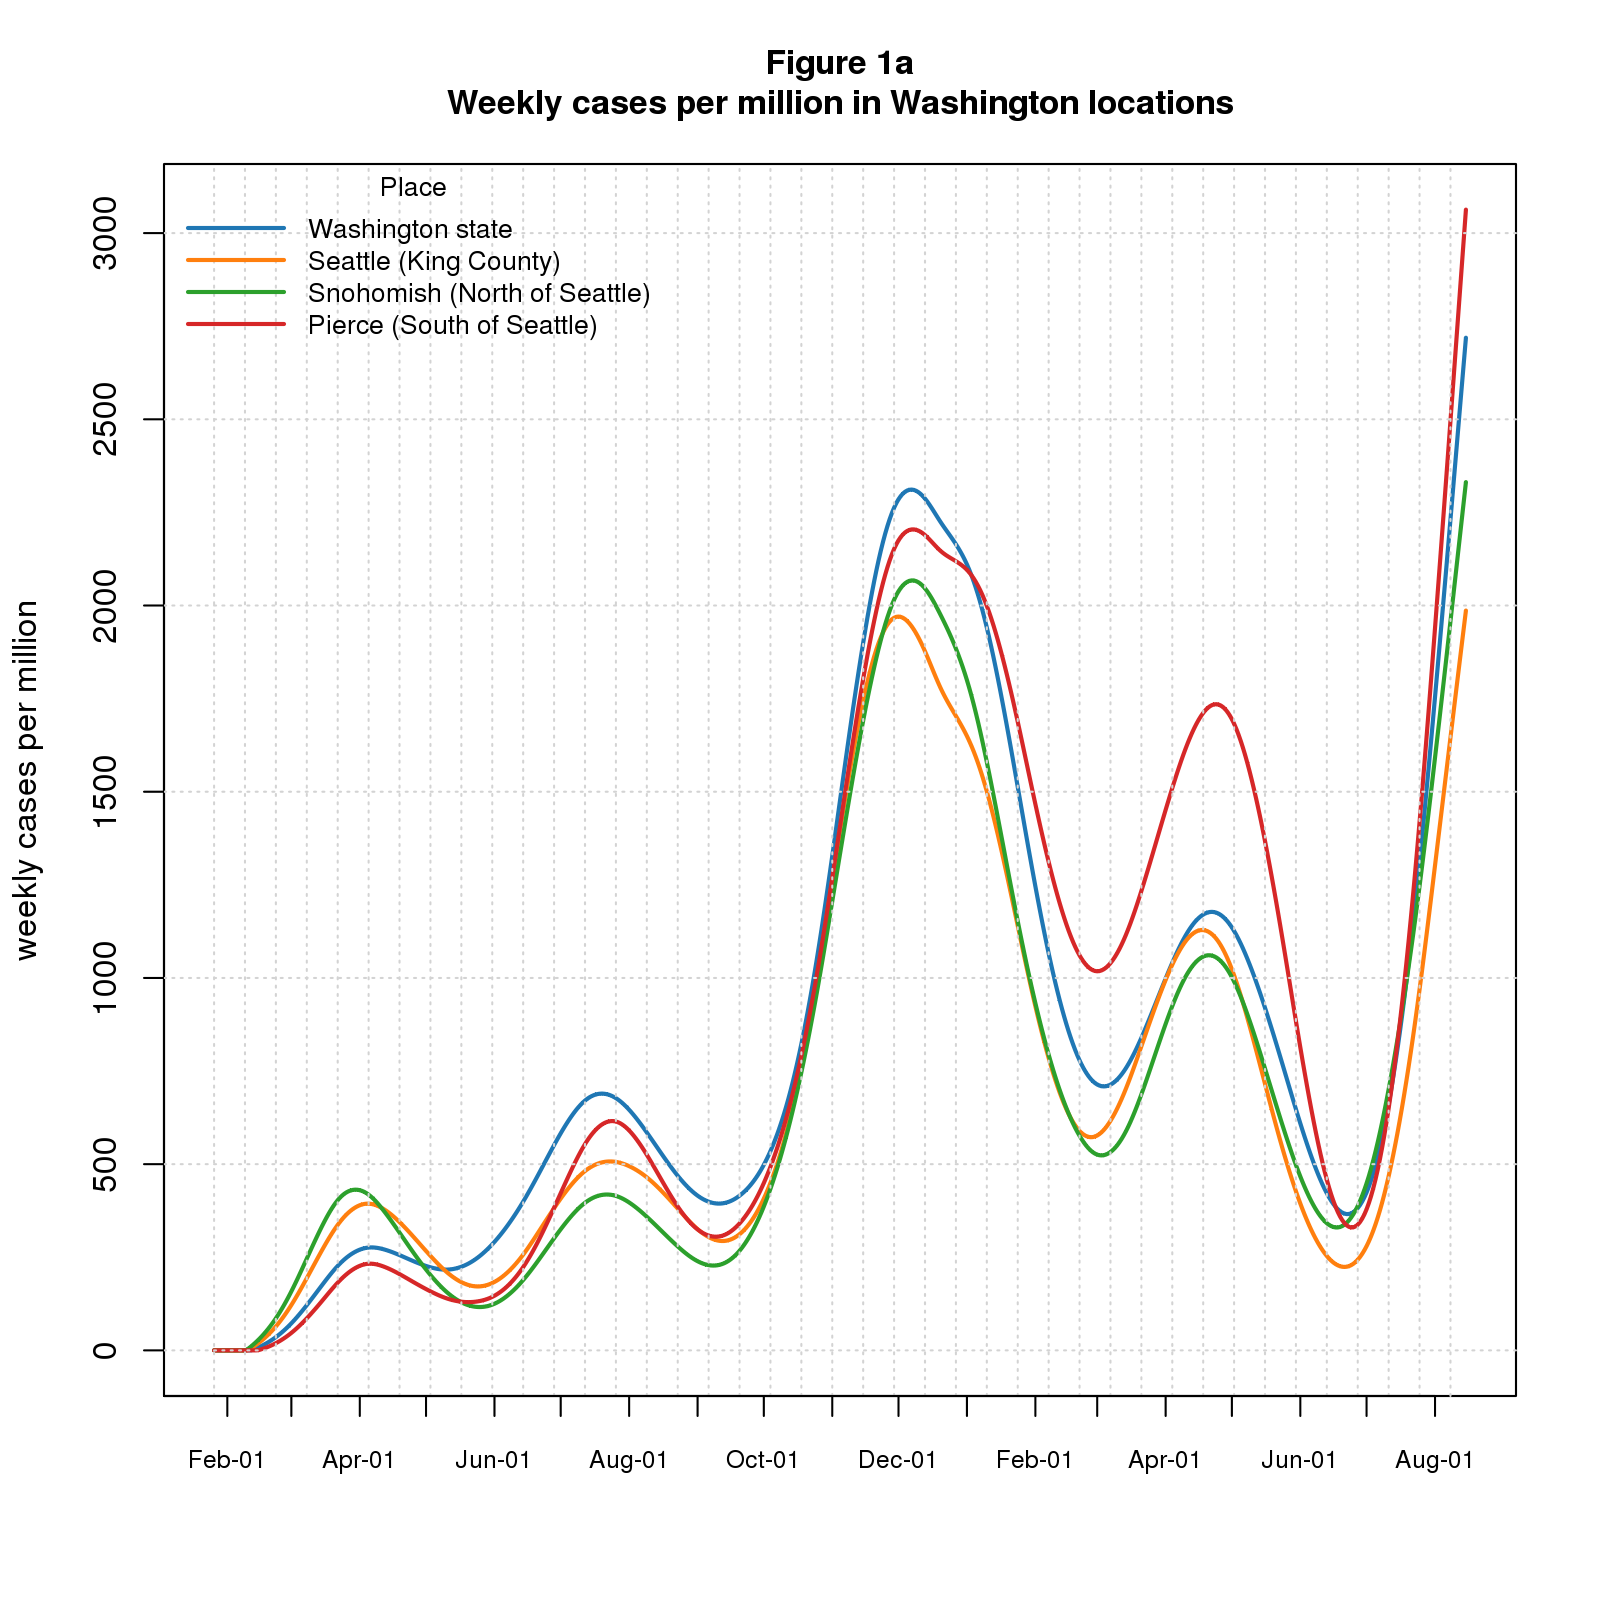 Figure 1a
Weekly cases per million in Washington locations
Place
Washington state
Seattle (King County)
Snohomish (North of Seattle)
Pierce (South of Seattle)
weekly cases per million
3000
2500
2000
1500
1000
500
0
Feb-01 Apr-01 Jun-01 Aug-01 Oct-01 Dec-01 Feb-01 Apr-01 Jun-01 Aug-01